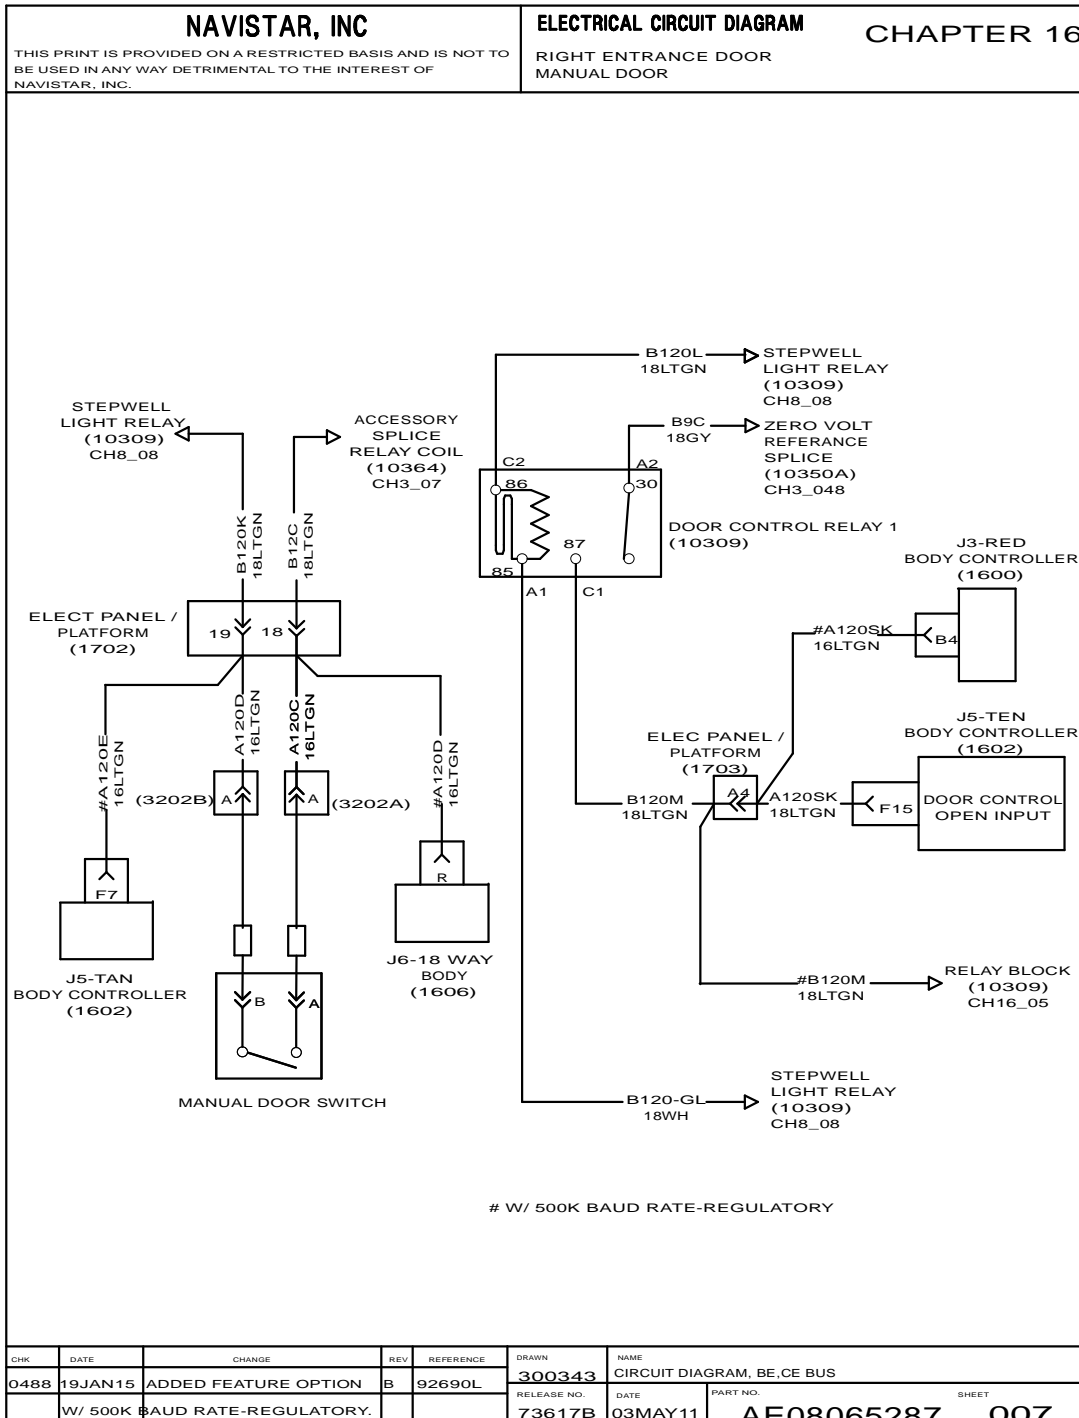 NAVISTAR, INC
THIS PRINT IS PROVIDED ON A RESTRICTED BASIS AND IS NOT TO
BE USED IN ANY WAY DETRIMENTAL TO THE INTEREST OF
NAVISTAR, INC.
ELECTRICAL CIRCUIT DIAGRAM
RIGHT ENTRANCE DOOR
MANUAL DOOR
CHAPTER 16
B120L
18LTGN
STEPWELL
LIGHT RELAY
(10309)
CH8_08
STEPWELL
LIGHT RELAY
(10309)
CH8_08
ACCESSORY
SPLICE
RELAY COIL
(10364)
CH3_07
B9C
18GY
ZERO VOLT
REFERANCE
SPLICE
(10350A)
CH3_048
C2
A2
86
30
87
85
A1
C1
DOOR CONTROL RELAY 1
(10309)
B120K
18LTGN
B12C
18LTGN
J3-RED
BODY CONTROLLER
(1600)
B4
#A120SK
16LTGN
ELECT PANEL /
PLATFORM
(1702)
19
18
#A120E
16LTGN
A120D
16LTGN
A120C
16LTGN
#A120D
16LTGN
(3202B)
A
A
(3202A)
ELEC PANEL /
PLATFORM
(1703)
A4
B120M
18LTGN
A120SK
18LTGN
J5-TEN
BODY CONTROLLER
(1602)
F15
DOOR CONTROL
OPEN INPUT
F7
R
J5-TAN
BODY CONTROLLER
(1602)
J6-18 WAY
BODY
(1606)
B
A
MANUAL DOOR SWITCH
#B120M
18LTGN
RELAY BLOCK
(10309)
CH16_05
B120-GL
18WH
STEPWELL
LIGHT RELAY
(10309)
CH8_08
# W/ 500K BAUD RATE-REGULATORY
CHK DATE CHANGE REV REFERENCE
0488 19JAN15 ADDED FEATURE OPTION B 92690L
W/ 500K BAUD RATE-REGULATORY.
DRAWN
300343
NAME
CIRCUIT DIAGRAM, BE,CE BUS
RELEASE NO.
73617B
DATE
03MAY11
PART NO.
AE08065287
SHEET
007